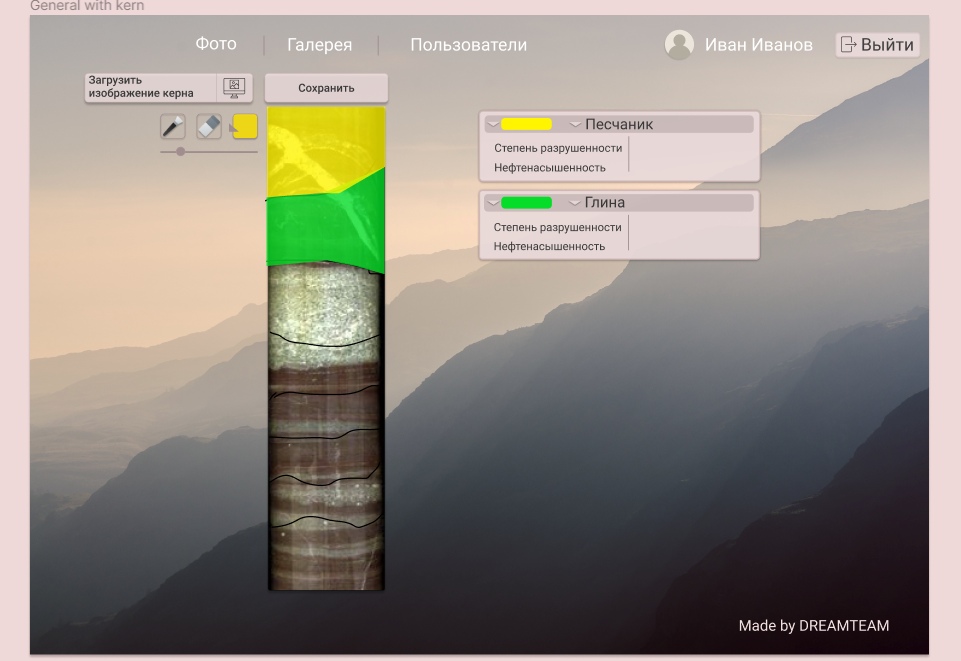 General with kern
Фото
Галерея
Пользователи
Иван Иванов
Выйти
Загрузить
изображение керна
Сохранить
Песчаник
Степень разрушенности
Нефтенасышенность
Глина
Степень разрушенности
Нефтенасышенность
Made by DREAMTEAM